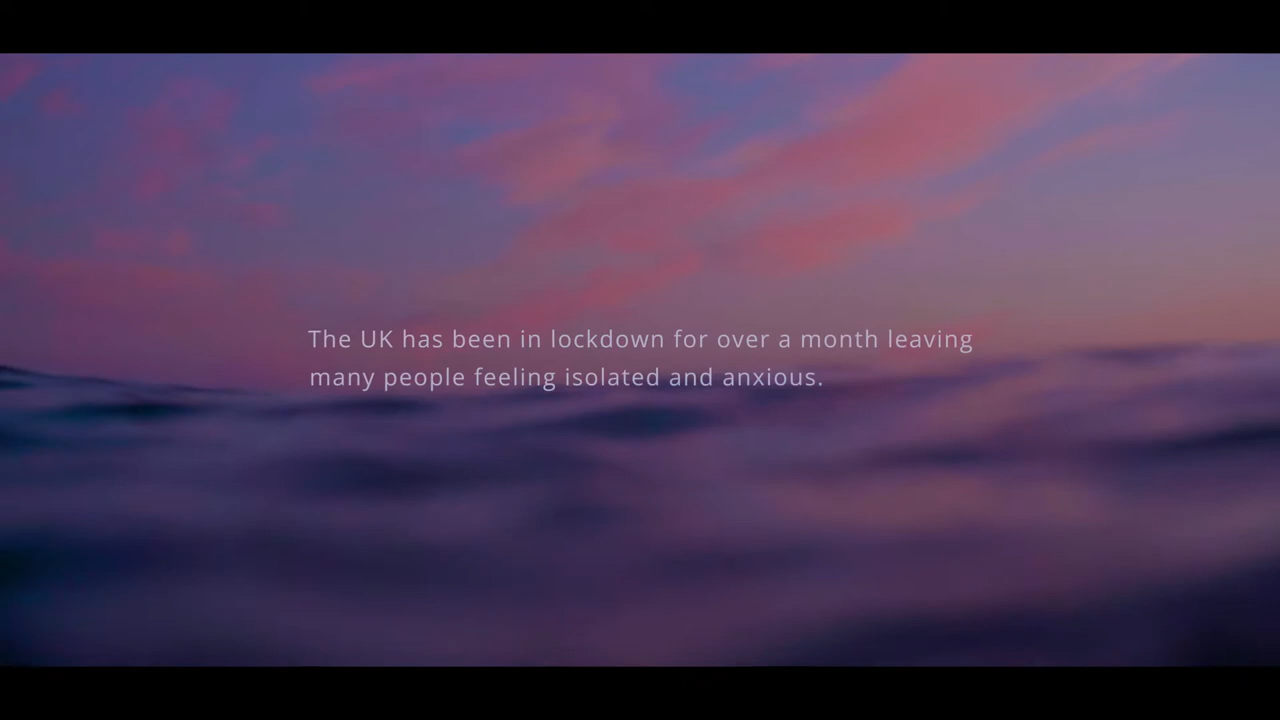 The UK has been in lockdown for over a month leaving
many people feeling isolated and anxious.